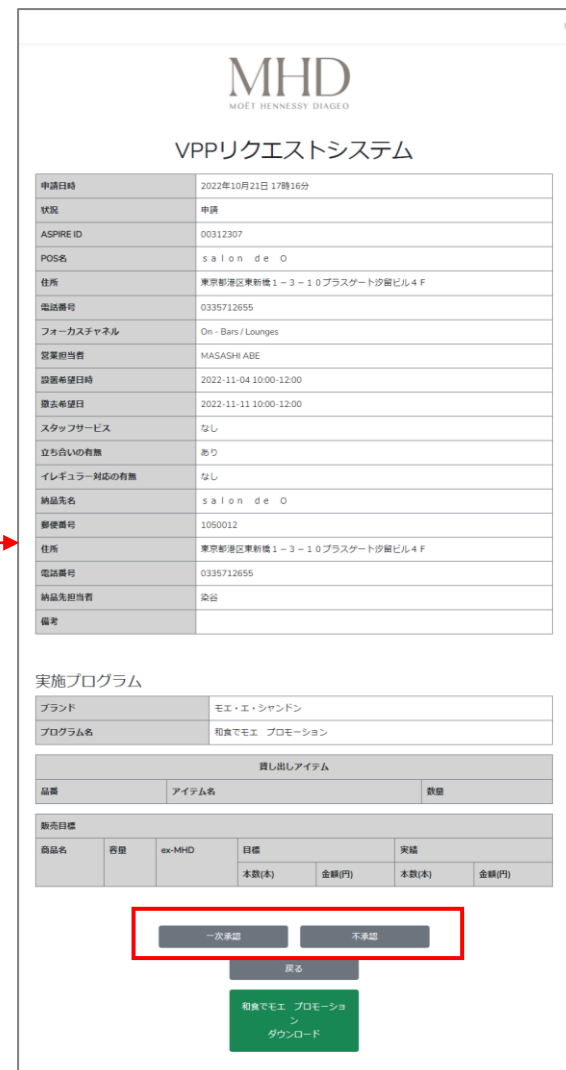 MHD
MOËT HENNESSY DIAGEO
VPPリクエストシステム
申請日時 2022年10月21日 17時16分
状況 申請
ASPIRE ID 00312307
POS名 ｓａｌｏｎ　ｄｅ　Ｏ
住所 東京都港区東新橋１－３－１０プラスゲート汐留ビル４Ｆ
電話番号 0335712655
フォーカスチャネル On - Bars / Lounges
営業担当者 MASASHI ABE
設置希望日時 2022-11-04 10:00-12:00
撤去希望日 2022-11-11 10:00-12:00
スタッフサービス なし
立ち合いの有無 あり
イレギュラー対応の有無 なし
納品先名 ｓａｌｏｎ　ｄｅ　Ｏ
郵便番号 1050012
住所 東京都港区東新橋１－３－１０プラスゲート汐留ビル４Ｆ
電話番号 0335712655
納品先担当者 染谷
備考
実施プログラム
ブランド モエ・エ・シャンドン
プログラム名 和食でモエ　プロモーション
貸し出しアイテム
品番 アイテム名 数量
販売目標
商品名 容量 ex-MHD 目標 実績
本数(本) 金額(円) 本数(本) 金額(円)
一次承認 不承認
戻る
和食でモエ　プロモーショ
ン
ダウンロード